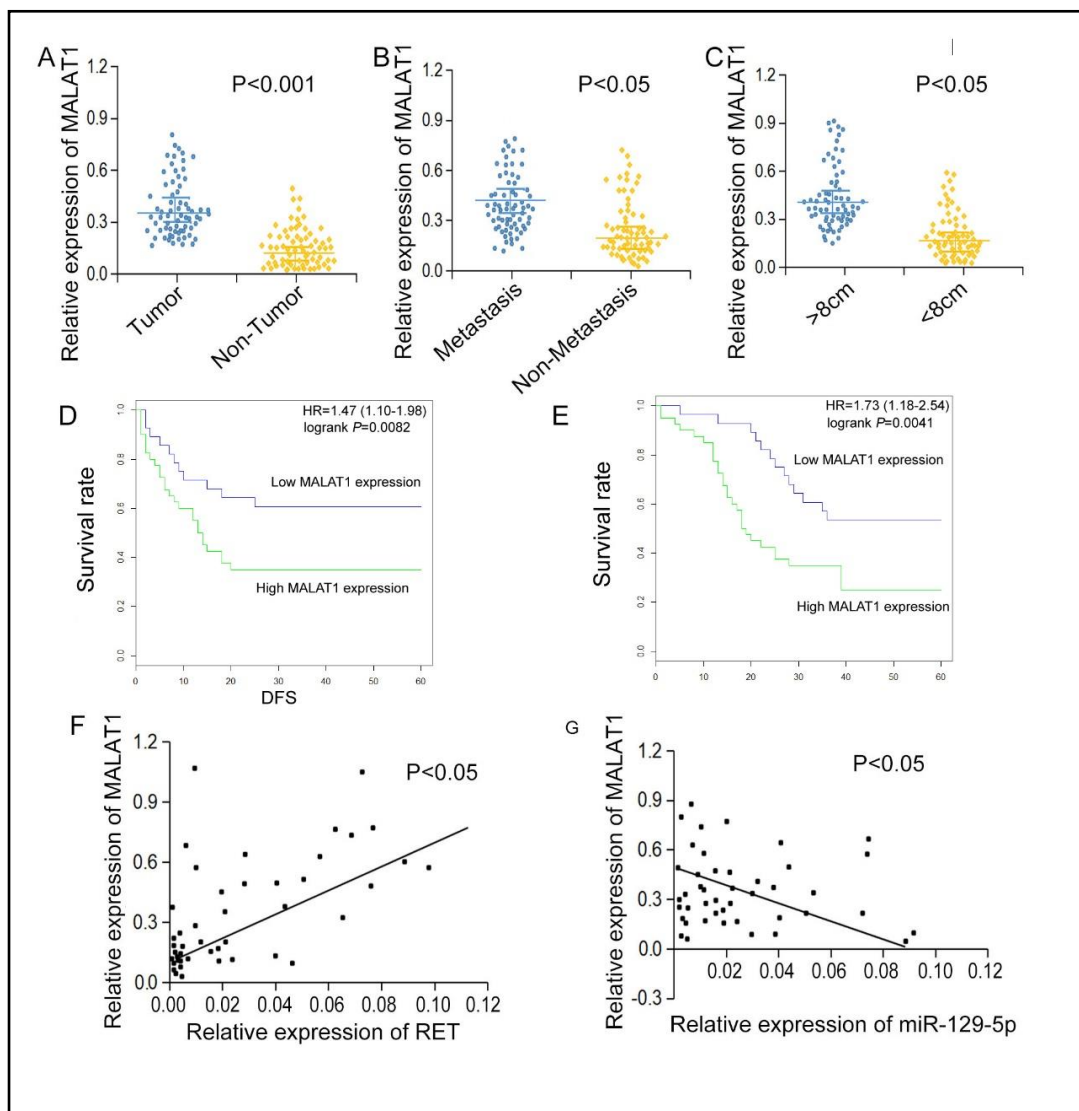 A
Relative expression of MALAT1
1.2
0.9
0.6
0.3
0.0
P<0.001
Tumor
Non-Tumor
B
Relative expression of MALAT1
1.2
0.9
0.6
0.3
0.0
P<0.05
Metastasis
Non-Metastasis
C
Relative expression of MALAT1
1.2
0.9
0.6
0.3
0.0
P<0.05
>8cm
<8cm
D
Survival rate
1.0
0.8
0.6
0.4
0.2
0.0
HR=1.47 (1.10-1.98)
logrank P=0.0082
Low MALAT1 expression
High MALAT1 expression
0 10 20 30 40 50 60
DFS
E
Survival rate
1.0
0.8
0.6
0.4
0.2
0.0
HR=1.73 (1.18-2.54)
logrank P=0.0041
Low MALAT1 expression
High MALAT1 expression
0 10 20 30 40 50 60
F
Relative expression of MALAT1
1.2
0.9
0.6
0.3
0.0
P<0.05
0.00 0.02 0.04 0.06 0.08 0.10 0.12
Relative expression of RET
G
Relative expression of MALAT1
1.2
0.9
0.6
0.3
0.0
-0.3
P<0.05
0.02 0.04 0.06 0.08 0.10 0.12
Relative expression of miR-129-5p